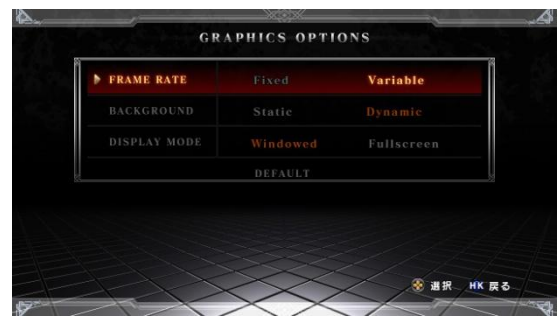 GRAPHICS OPTIONS
FRAME RATE Fixed Variable
BACKGROUND Static Dynamic
DISPLAY MODE Windowed Fullscreen
DEFAULT
選択 HK 戻る